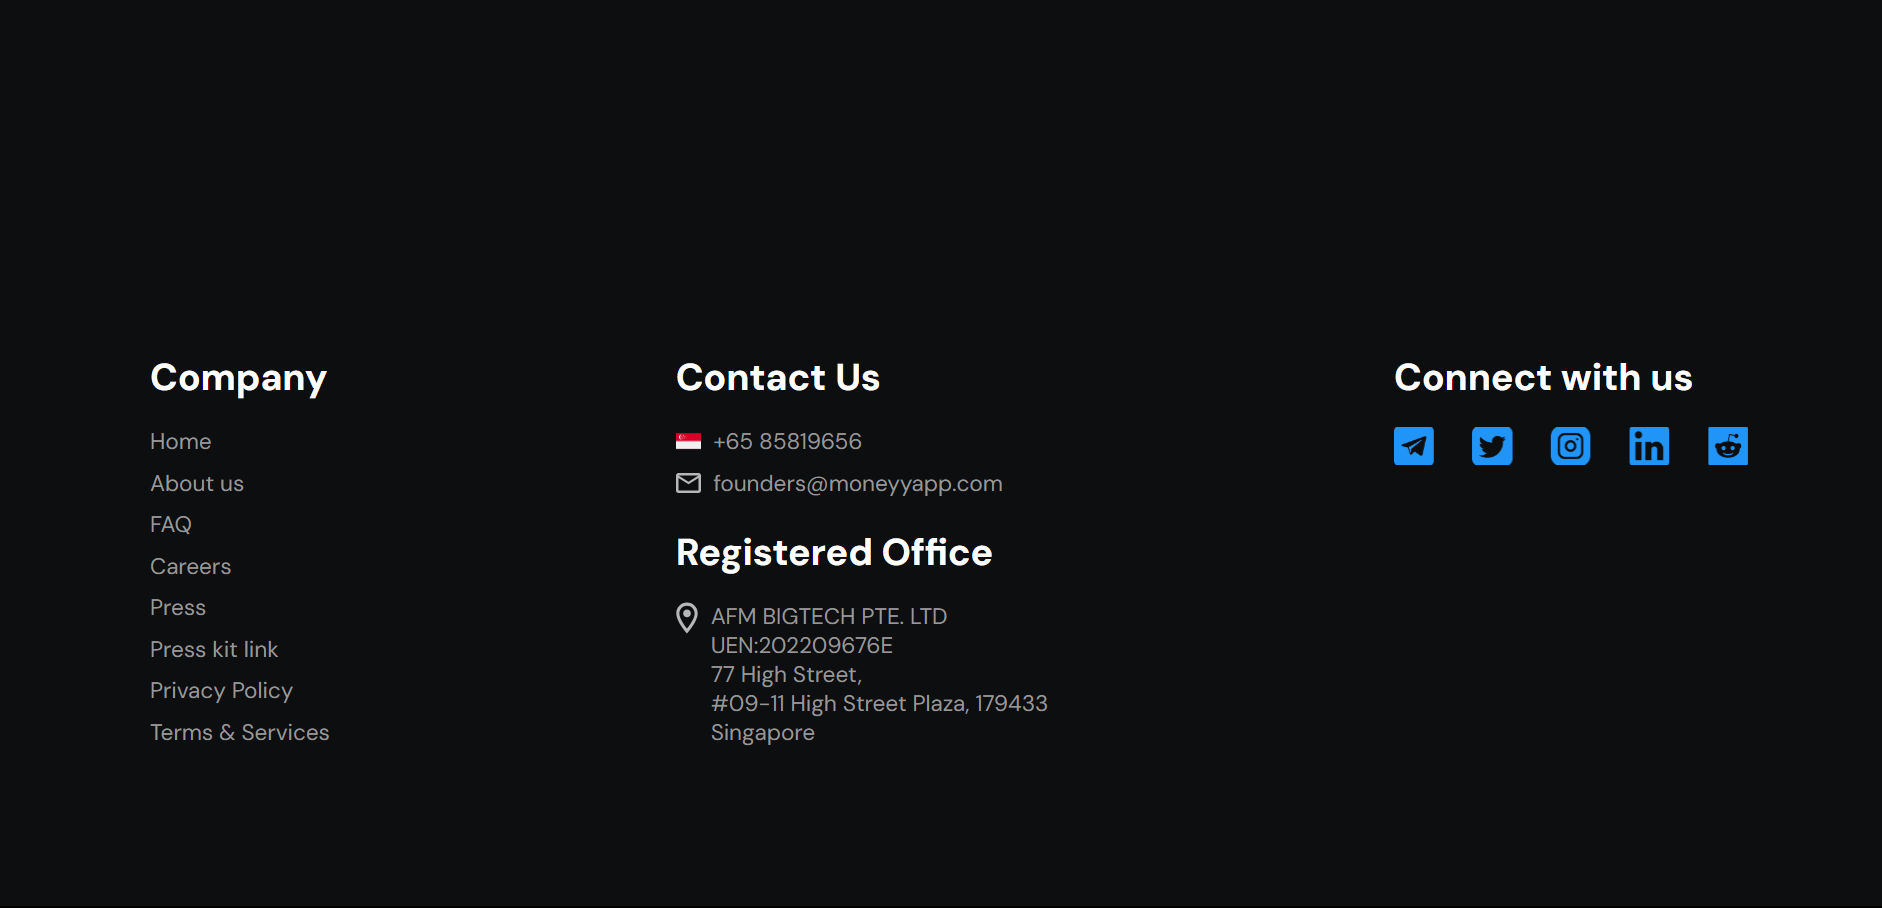 Company
Home
About us
FAQ
Careers
Press
Press kit link
Privacy Policy
Terms & Services
Contact Us
+65 85819656
founders@moneyyapp.com
Registered Office
AFM BIGTECH PTE. LTD
UEN:202209676E
77 High Street,
#09-11 High Street Plaza, 179433
Singapore
Connect with us